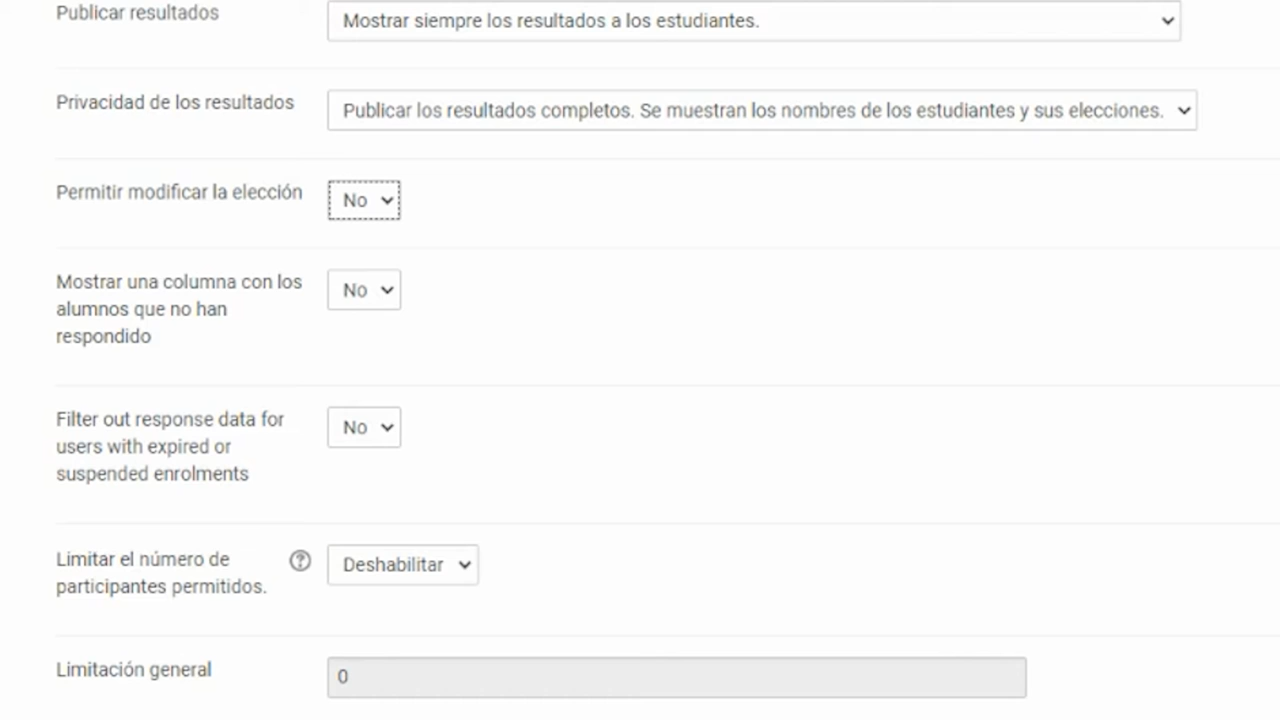 Publicar resultados
Mostrar siempre los resultados a los estudiantes.
Privacidad de los resultados
Publicar los resultados completos. Se muestran los nombres de los estudiantes y sus elecciones.
Permitir modificar la elección
No
Mostrar una columna con los
alumnos que no han
respondido
No
Filter out response data for
users with expired or
suspended enrolments
No
Limitar el número de
participantes permitidos.
?
Deshabilitar
Limitación general
0